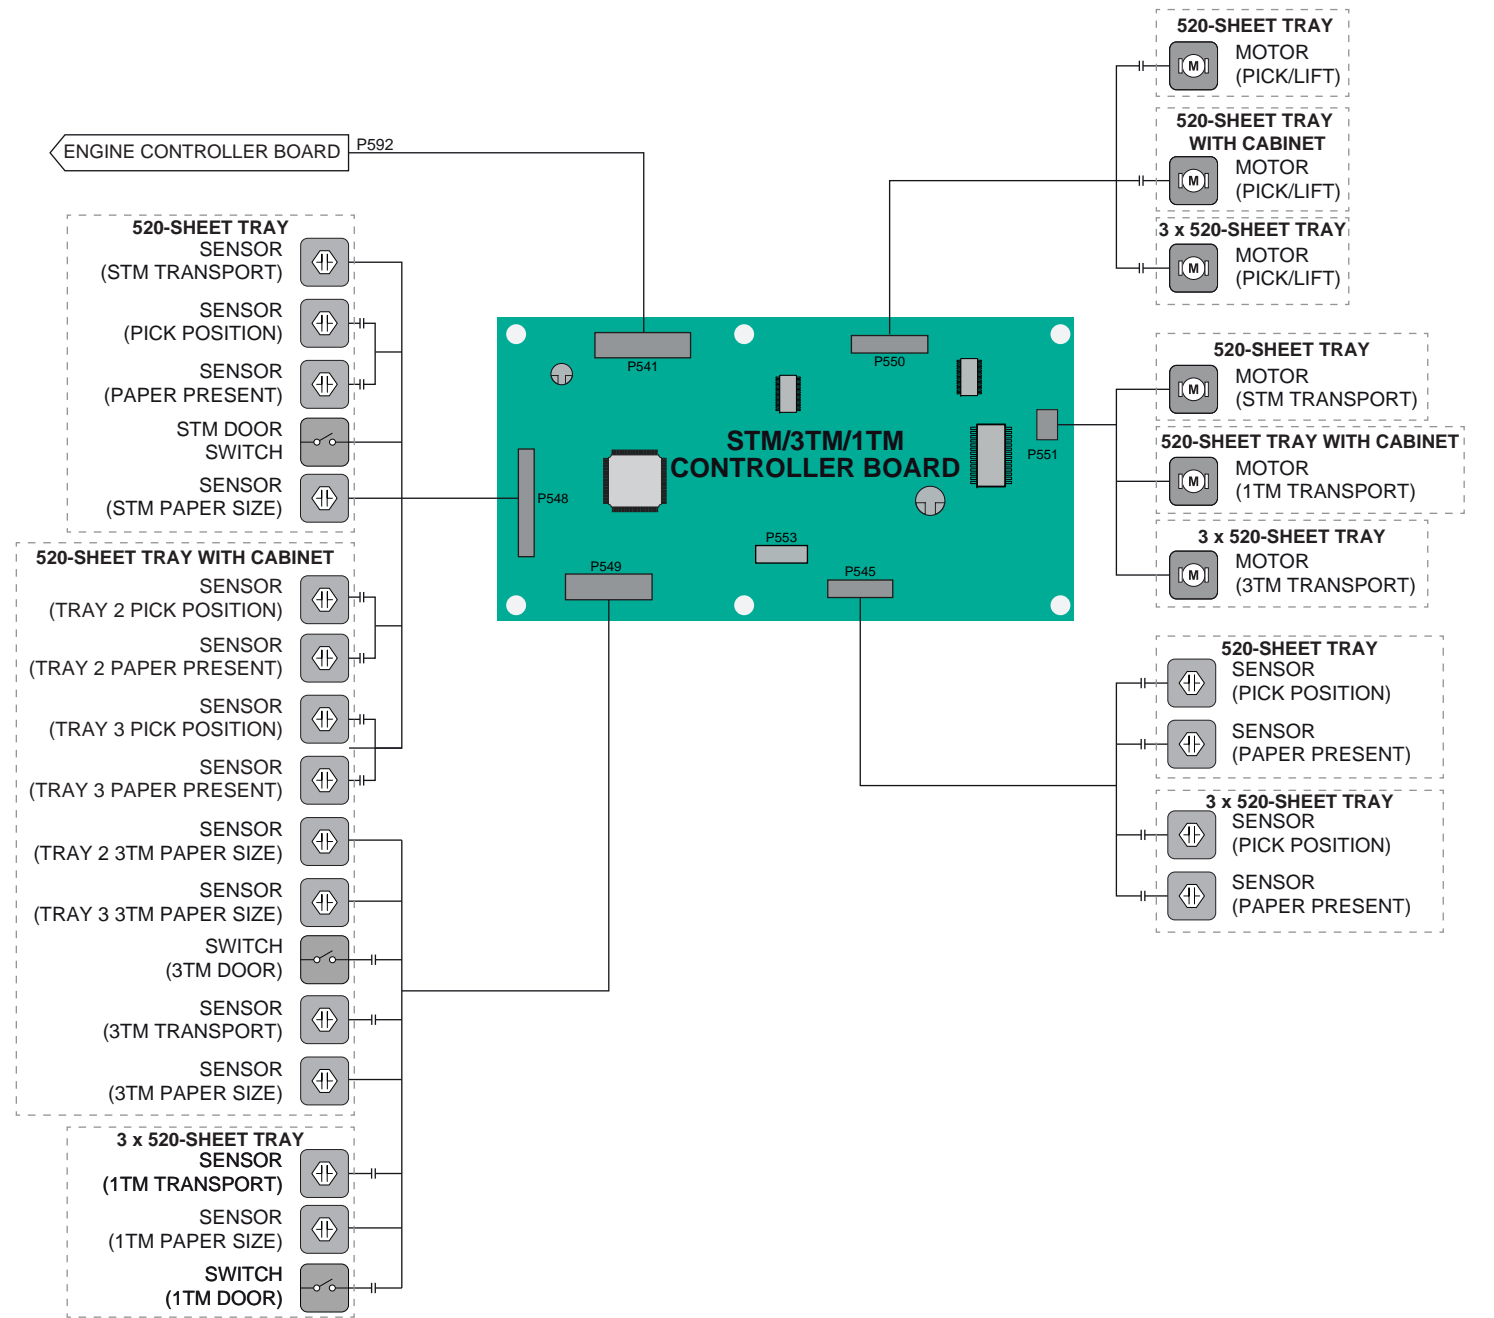 520-SHEET TRAY
MOTOR
(PICK/LIFT)
520-SHEET TRAY
WITH CABINET
MOTOR
(PICK/LIFT)
3 x 520-SHEET TRAY
MOTOR
(PICK/LIFT)
ENGINE CONTROLLER BOARD
P592
520-SHEET TRAY
SENSOR
(STM TRANSPORT)
SENSOR
(PICK POSITION)
SENSOR
(PAPER PRESENT)
STM DOOR
SWITCH
SENSOR
(STM PAPER SIZE)
520-SHEET TRAY WITH CABINET
SENSOR
(TRAY 2 PICK POSITION)
SENSOR
(TRAY 2 PAPER PRESENT)
SENSOR
(TRAY 3 PICK POSITION)
SENSOR
(TRAY 3 PAPER PRESENT)
SENSOR
(TRAY 2 3TM PAPER SIZE)
SENSOR
(TRAY 3 3TM PAPER SIZE)
SWITCH
(3TM DOOR)
SENSOR
(3TM TRANSPORT)
SENSOR
(3TM PAPER SIZE)
3 x 520-SHEET TRAY
SENSOR
(1TM TRANSPORT)
SENSOR
(1TM PAPER SIZE)
SWITCH
(1TM DOOR)
P541
P550
STM/3TM/1TM
CONTROLLER BOARD
P551
P548
P553
P549
P545
520-SHEET TRAY
MOTOR
(STM TRANSPORT)
520-SHEET TRAY WITH CABINET
MOTOR
(1TM TRANSPORT)
3 x 520-SHEET TRAY
MOTOR
(3TM TRANSPORT)
520-SHEET TRAY
SENSOR
(PICK POSITION)
SENSOR
(PAPER PRESENT)
3 x 520-SHEET TRAY
SENSOR
(PICK POSITION)
SENSOR
(PAPER PRESENT)
M
M
M
M
M
M